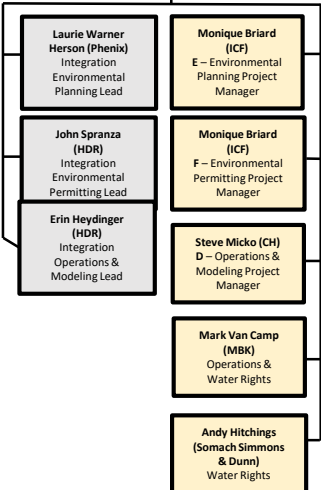 Laurie Warner
Herson (Phenix)
Integration
Environmental
Planning Lead
John Spranza
(HDR)
Integration
Environmental
Permitting Lead
Erin Heydinger
(HDR)
Integration
Operations &
Modeling Lead
Monique Briard
(ICF)
E – Environmental
Planning Project
Manager
Monique Briard
(ICF)
F – Environmental
Permitting Project
Manager
Steve Micko (CH)
D – Operations &
Modeling Project
Manager
Mark Van Camp
(MBK)
Operations &
Water Rights
Andy Hitchings
(Somach Simmons
& Dunn)
Water Rights